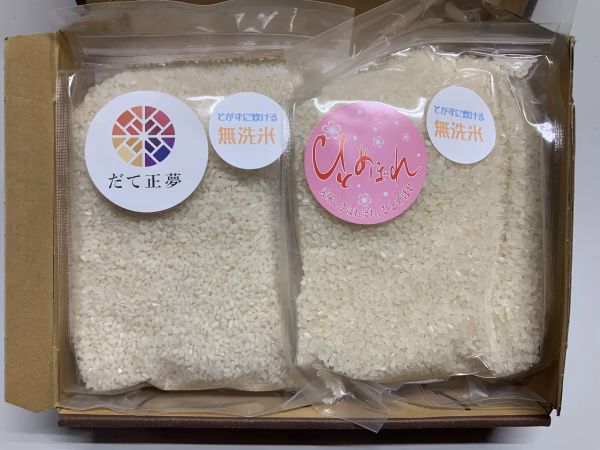 だて正夢
とがずに炊ける
無洗米
ひとめぼれ
とがずに炊ける
無洗米